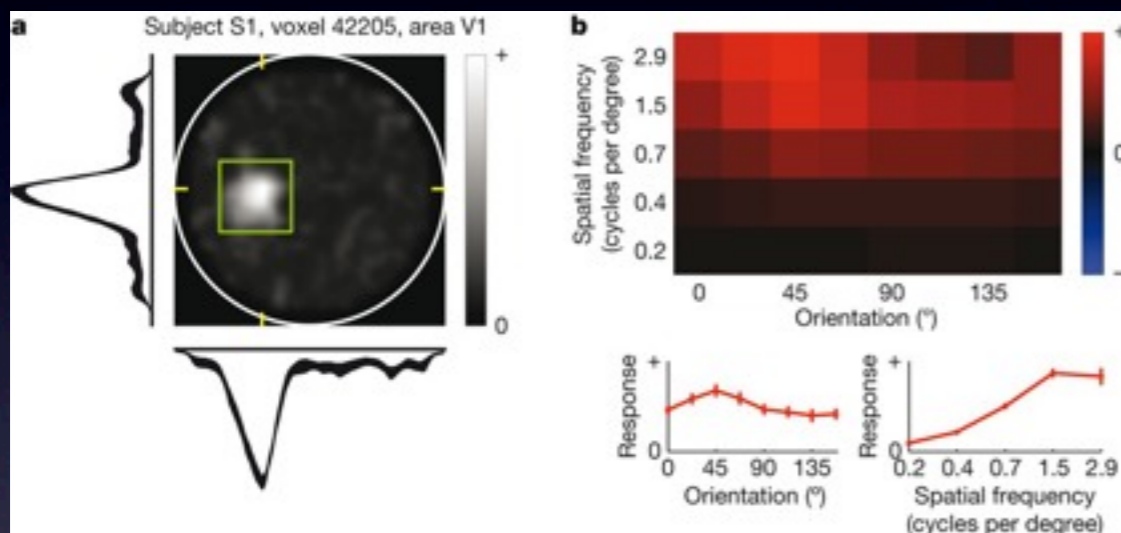 a
Subject S1, voxel 42205, area V1
+
0
b
Spatial frequency
(cycles per degree)
2.9
1.5
0.7
0.4
0.2
0 45 90 135
Orientation (º)
+
0
–
Response
+
0
0 45 90 135
Orientation (º)
Response
+
0
0.2 0.4 0.7 1.5 2.9
Spatial frequency
(cycles per degree)